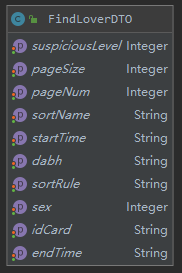 FindLoverDTO
suspiciousLevel Integer
pageSize Integer
pageNum Integer
sortName String
startTime String
dabh String
sortRule String
sex Integer
idCard String
endTime String